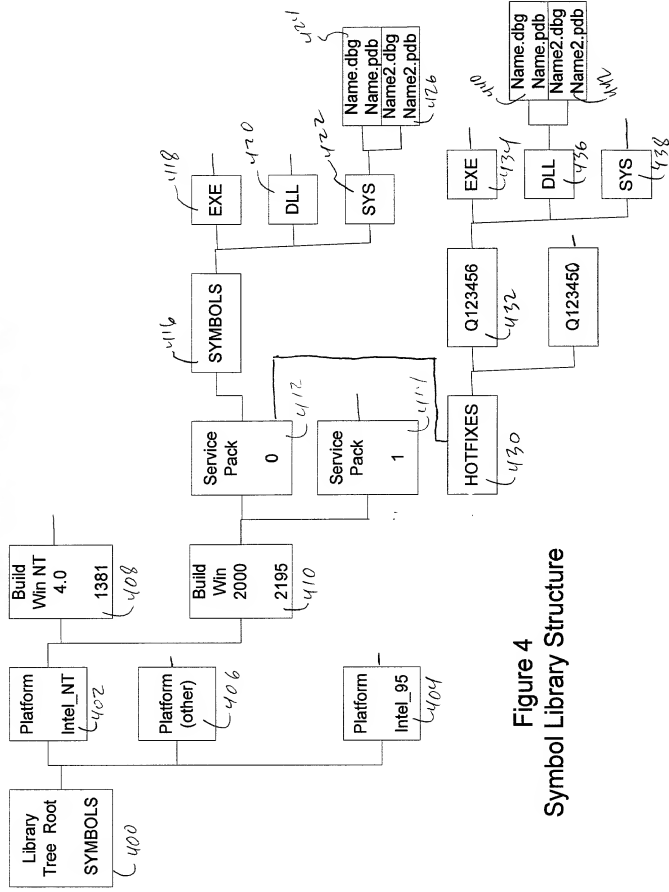 Library
Tree Root
SYMBOLS
400
Platform
Intel_NT
402
Platform
(other)
406
Platform
Intel_95
404
Build
Win NT
4.0
1381
408
Build
Win
2000
2195
410
Service
Pack
0
412
Service
Pack
1
414
SYMBOLS
416
EXE
418
DLL
420
SYS
422
Name.dbg
Name.pdb
Name2.dbg
Name2.pdb
424
426
HOTFIXES
430
Q123456
432
Q123450
EXE
434
DLL
436
SYS
438
Name.dbg
Name.pdb
Name2.dbg
Name2.pdb
440
442
Figure 4
Symbol Library Structure